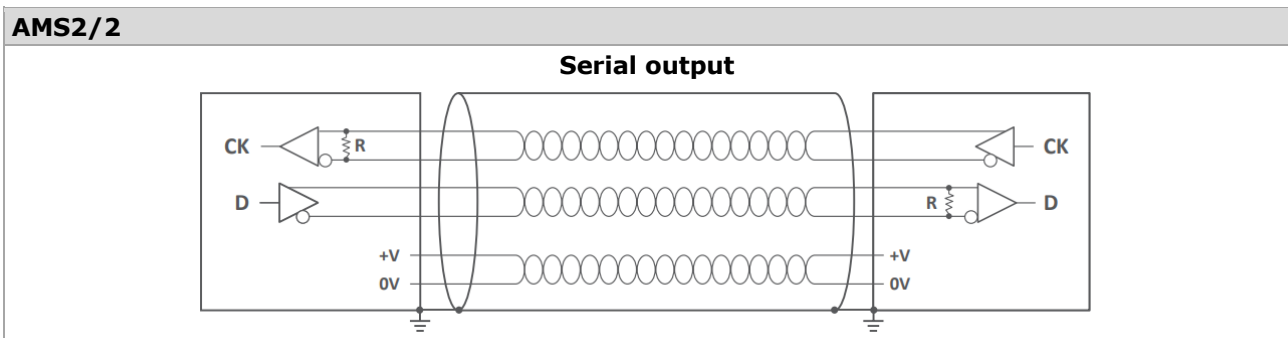 AMS2/2
Serial output
CK R CK
D R D
+V +V
0V 0V